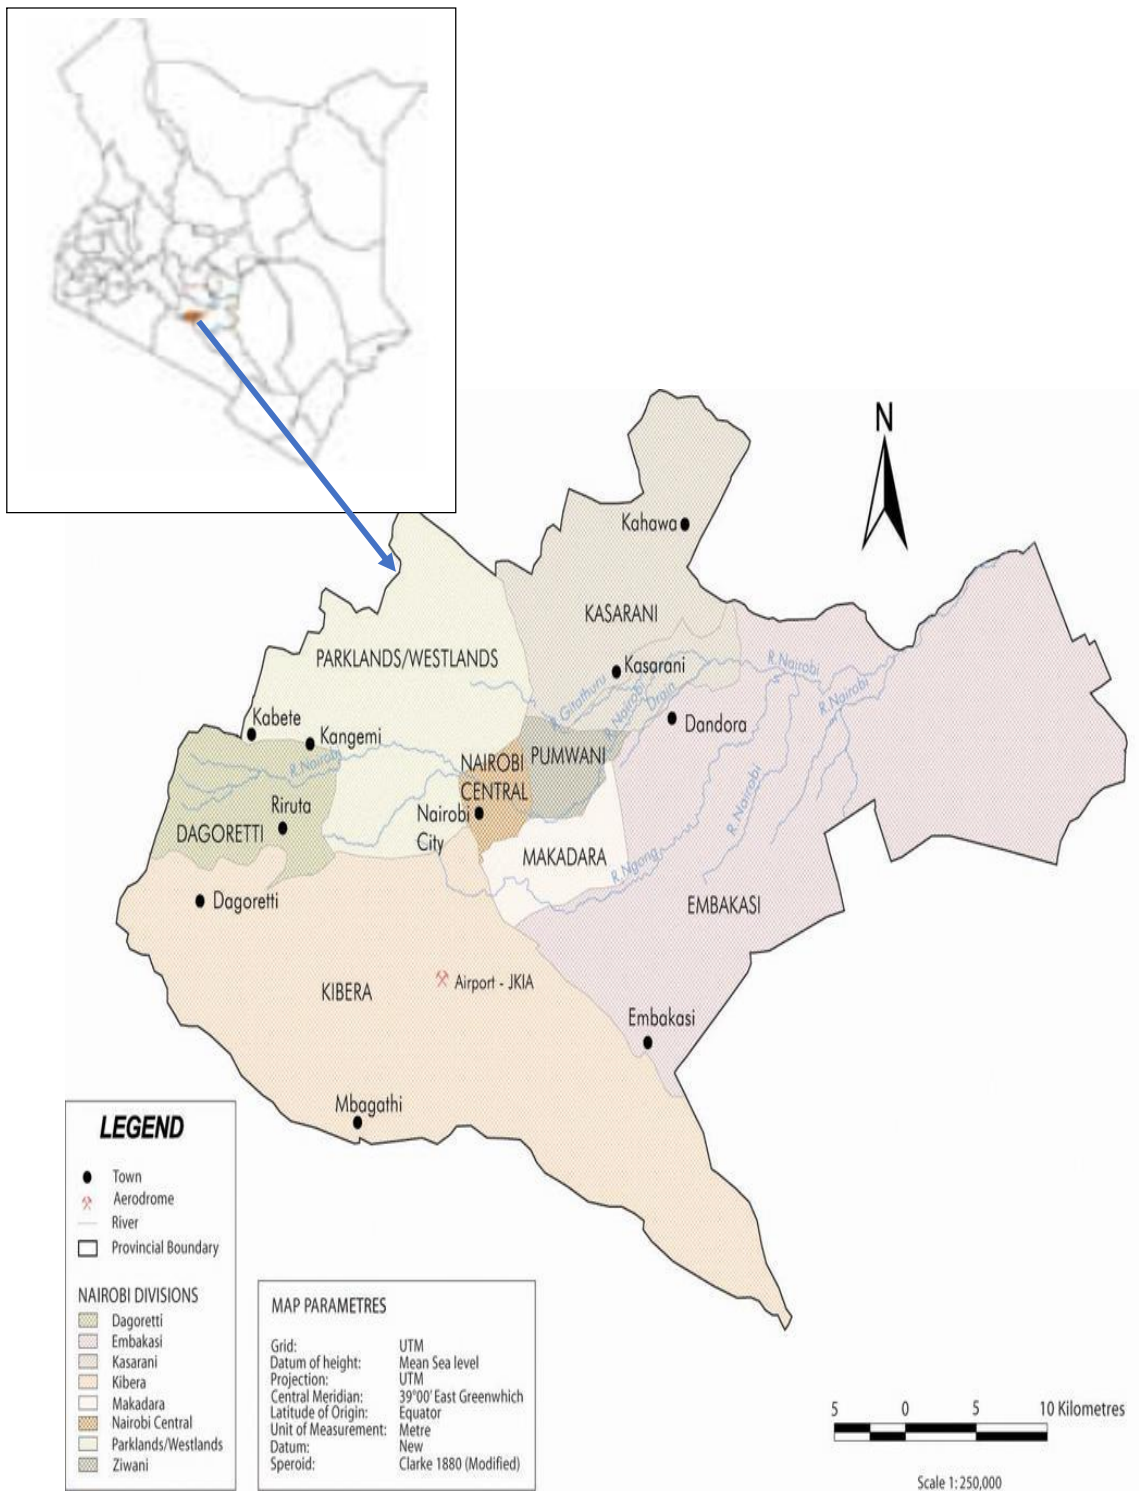 N
Kahawa
KASARANI
PARKLANDS/WESTLANDS
Kasarani
R.Nairobi
R.Gitathuru
R.Nairobi
Drain
R.Nairobi
Kabete
Kangemi
Dandora
R.Nairobi
NAIROBI
CENTRAL
PUMWANI
R.Nairobi
Riruta
Nairobi
City
DAGORETTI
MAKADARA
R.Ngong
Dagoretti
EMBAKASI
KIBERA
Airport - JKIA
Embakasi
Mbagathi
LEGEND
Town
Aerodrome
River
Provincial Boundary
NAIROBI DIVISIONS
Dagoretti
Embakasi
Kasarani
Kibera
Makadara
Nairobi Central
Parklands/Westlands
Ziwani
MAP PARAMETRES
Grid: UTM
Datum of height: Mean Sea level
Projection: UTM
Central Meridian: 39°00' East Greenwhich
Latitude of Origin: Equator
Unit of Measurement: Metre
Datum: New
Speroid: Clarke 1880 (Modified)
5 0 5 10 Kilometres
Scale 1: 250,000